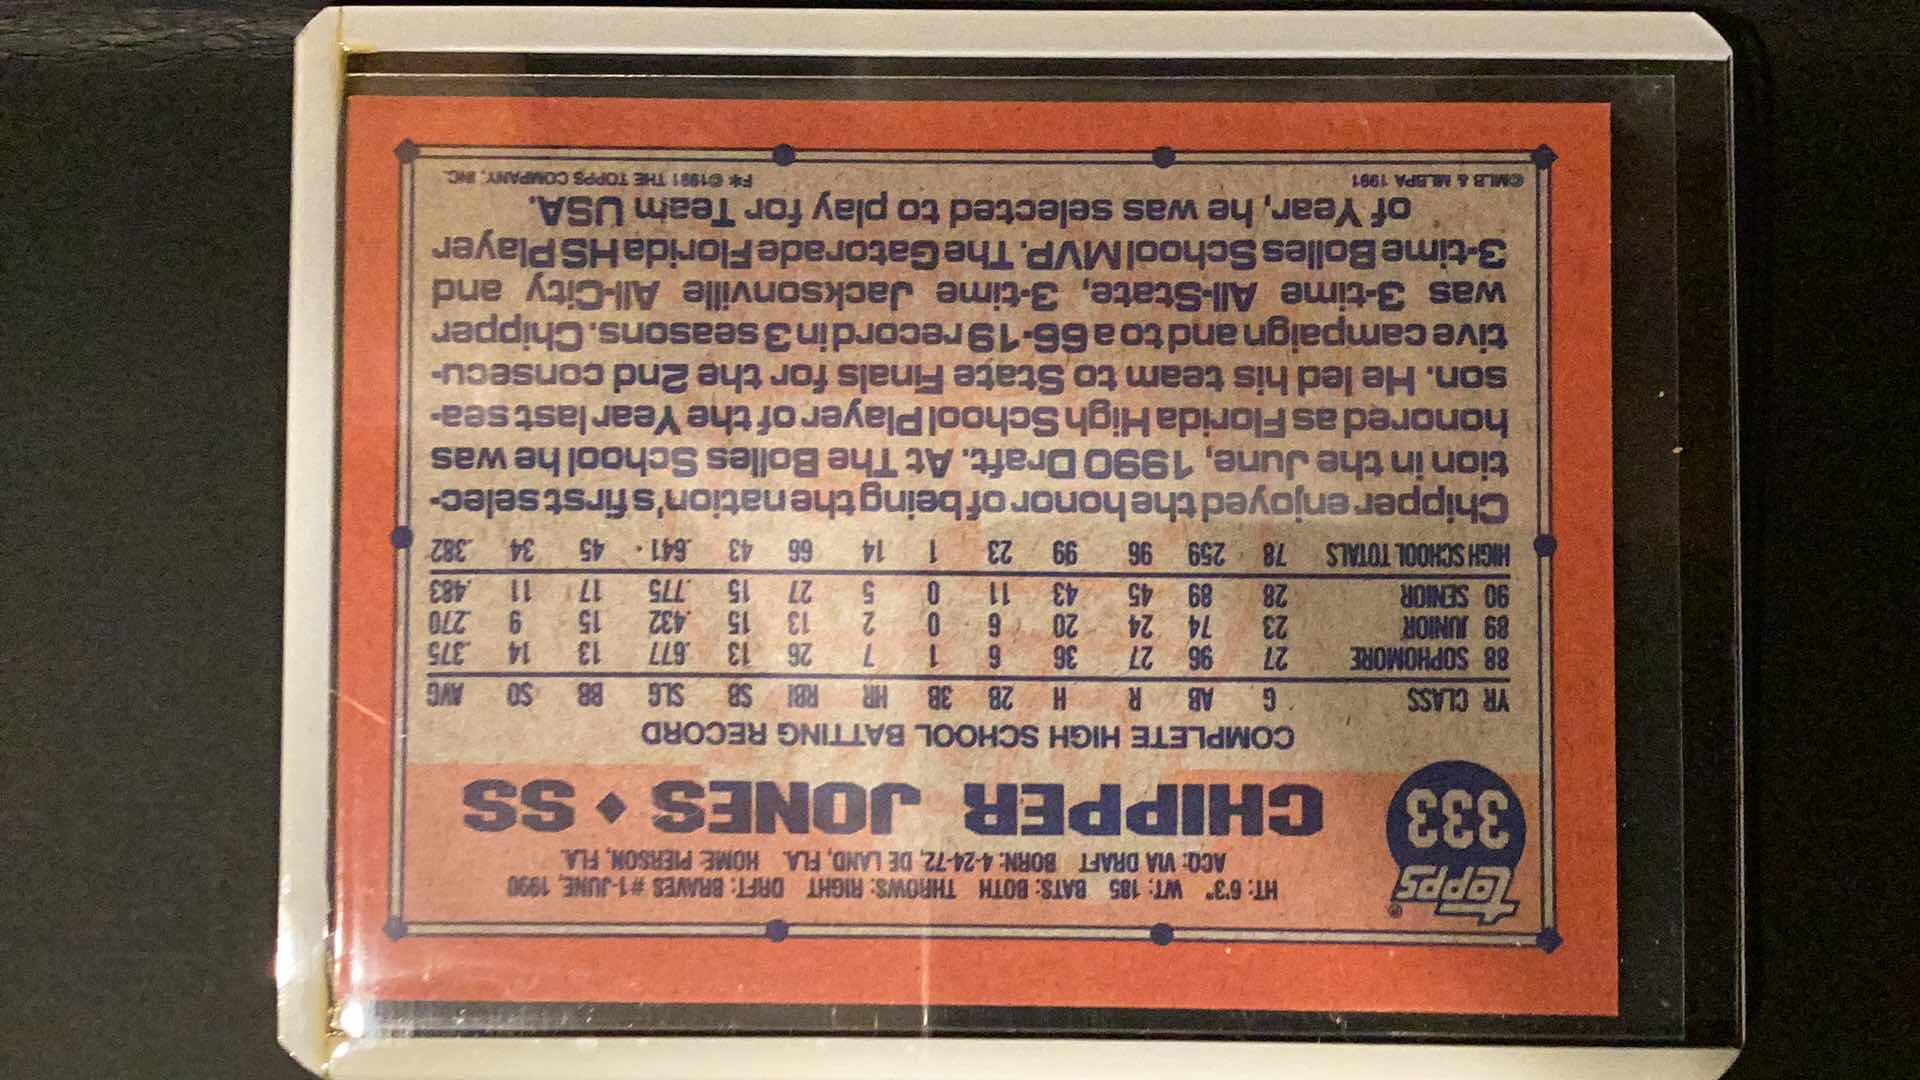 topps®
333
HT: 6'3" WT: 185 BATS: BOTH THROWS: RIGHT DRFT: BRAVES #1-JUNE, 1990
ACQ: VIA DRAFT BORN: 4-24-72, DE LAND, FLA. HOME: PIERSON, FLA.
CHIPPER JONES ♦ SS
COMPLETE HIGH SCHOOL BATTING RECORD
YR CLASS G AB R H 2B 3B HR RBI SB SLG BB SO AVG
88 SOPHOMORE 27 96 27 36 6 1 7 26 13 .677 13 14 .375
89 JUNIOR 23 74 24 20 6 0 2 13 15 .432 15 9 .270
90 SENIOR 28 89 45 43 11 0 5 27 15 .775 17 11 .483
HIGH SCHOOL TOTALS 78 259 96 99 23 1 14 66 43 .641 45 34 .382
Chipper enjoyed the honor of being the nation's first selec-
tion in the June, 1990 Draft. At The Bolles School he was
honored as Florida High School Player of the Year last sea-
son. He led his team to State Finals for the 2nd consecu-
tive campaign and to a 66-19 record in 3 seasons. Chipper
was 3-time All-State, 3-time Jacksonville All-City and
3-time Bolles School MVP. The Gatorade Florida HS Player
of Year, he was selected to play for Team USA.
©MLB & MLBPA 1991 F* ©1991 THE TOPPS COMPANY, INC.